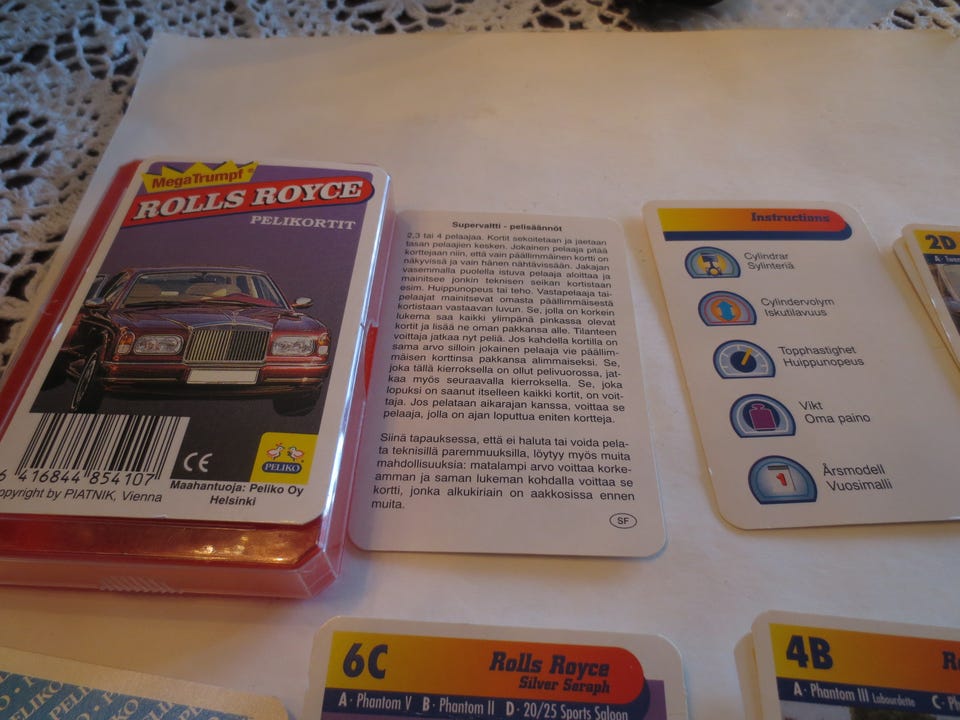 MegaTrumpf®
ROLLS ROYCE
PELIKORTIT
6 416844 854107
CE
PELIKO
opyright by PIATNIK, Vienna
Maahantuoja: Peliko Oy
Helsinki
Supervaltti - pelisäännöt
2,3 tai 4 pelaajaa. Kortit sekoitetaan ja jaetaan
tasan pelaajien kesken. Jokainen pelaaja pitää
korttejaan niin, että vain päällimmäinen kortti on
näkyvissä ja vain hänen nähtävissään. Jakajan
vasemmalla puolella istuva pelaaja aloittaa ja
mainitsee jonkin teknisen seikan kortistaan
esim. Huippunopeus tai teho. Vastapelaaja tai-
pelaajat mainitsevat omasta päällimmäisestä
kortistaan vastaavan luvun. Se, jolla on korkein
lukema saa kaikki ylimpänä pinkassa olevat
kortit ja lisää ne oman pakkansa alle. Tilanteen
voittaja jatkaa nyt peliä. Jos kahdella kortilla on
sama arvo silloin jokainen pelaaja vie päällim-
mäisen korttinsa pakkansa alimmaiseksi. Se,
joka tällä kierroksella on ollut pelivuorossa, jat-
kaa myös seuraavalla kierroksella. Se, joka
lopuksi on saanut itselleen kaikki kortit, on voit-
taja. Jos pelataan aikarajan kanssa, voittaa se
pelaaja, jolla on ajan loputtua eniten kortteja.
Siinä tapauksessa, että ei haluta tai voida pela-
ta teknisillä paremmuuksilla, löytyy myös muita
mahdollisuuksia: matalampi arvo voittaa korke-
amman ja saman lukeman kohdalla voittaa se
kortti, jonka alkukirjain on aakkosissa ennen
muita.
SF
Instructions
Cylindrar
Sylinteriä
Cylindervolym
Iskutilavuus
Topphastighet
Huippunopeus
Vikt
Oma paino
1
Årsmodell
Vuosimalli
2D
6C
Rolls Royce
Silver Saraph
A · Phantom V B · Phantom II D · 20/25 Sports Saloon
4B
A · Phantom III Labourdette
PELIKO
PELIKO